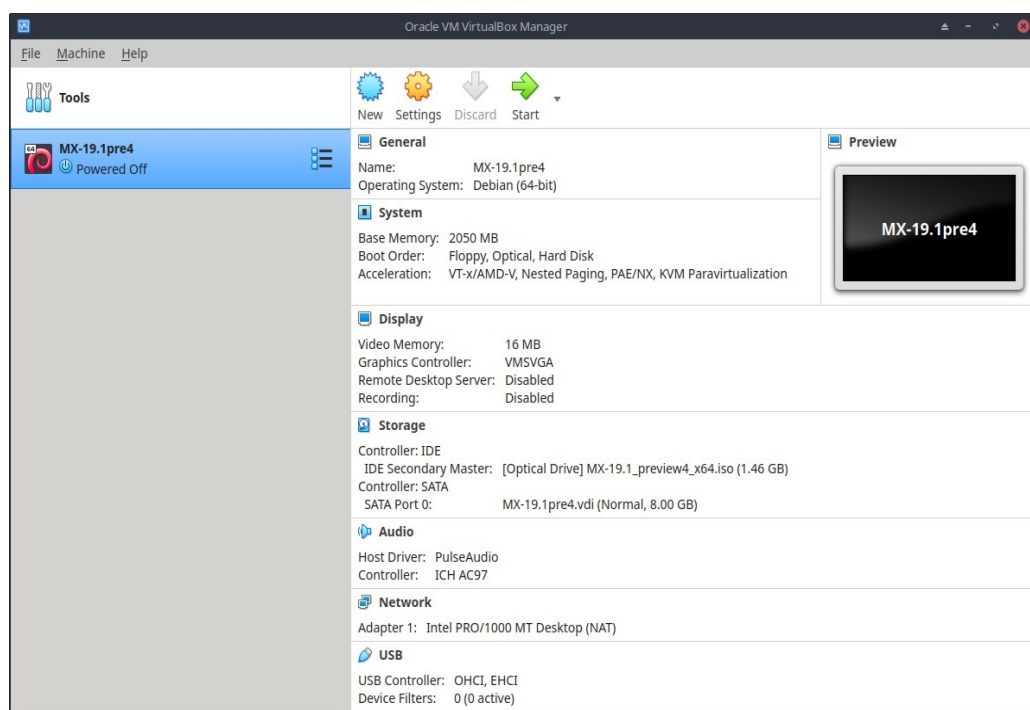 Oracle VM VirtualBox Manager
File Machine Help
Tools
New Settings Discard Start
64
MX-19.1pre4
Powered Off
General
Name: MX-19.1pre4
Operating System: Debian (64-bit)
Preview
MX-19.1pre4
System
Base Memory: 2050 MB
Boot Order: Floppy, Optical, Hard Disk
Acceleration: VT-x/AMD-V, Nested Paging, PAE/NX, KVM Paravirtualization
Display
Video Memory: 16 MB
Graphics Controller: VMSVGA
Remote Desktop Server: Disabled
Recording: Disabled
Storage
Controller: IDE
IDE Secondary Master: [Optical Drive] MX-19.1_preview4_x64.iso (1.46 GB)
Controller: SATA
SATA Port 0: MX-19.1pre4.vdi (Normal, 8.00 GB)
Audio
Host Driver: PulseAudio
Controller: ICH AC97
Network
Adapter 1: Intel PRO/1000 MT Desktop (NAT)
USB
USB Controller: OHCI, EHCI
Device Filters: 0 (0 active)